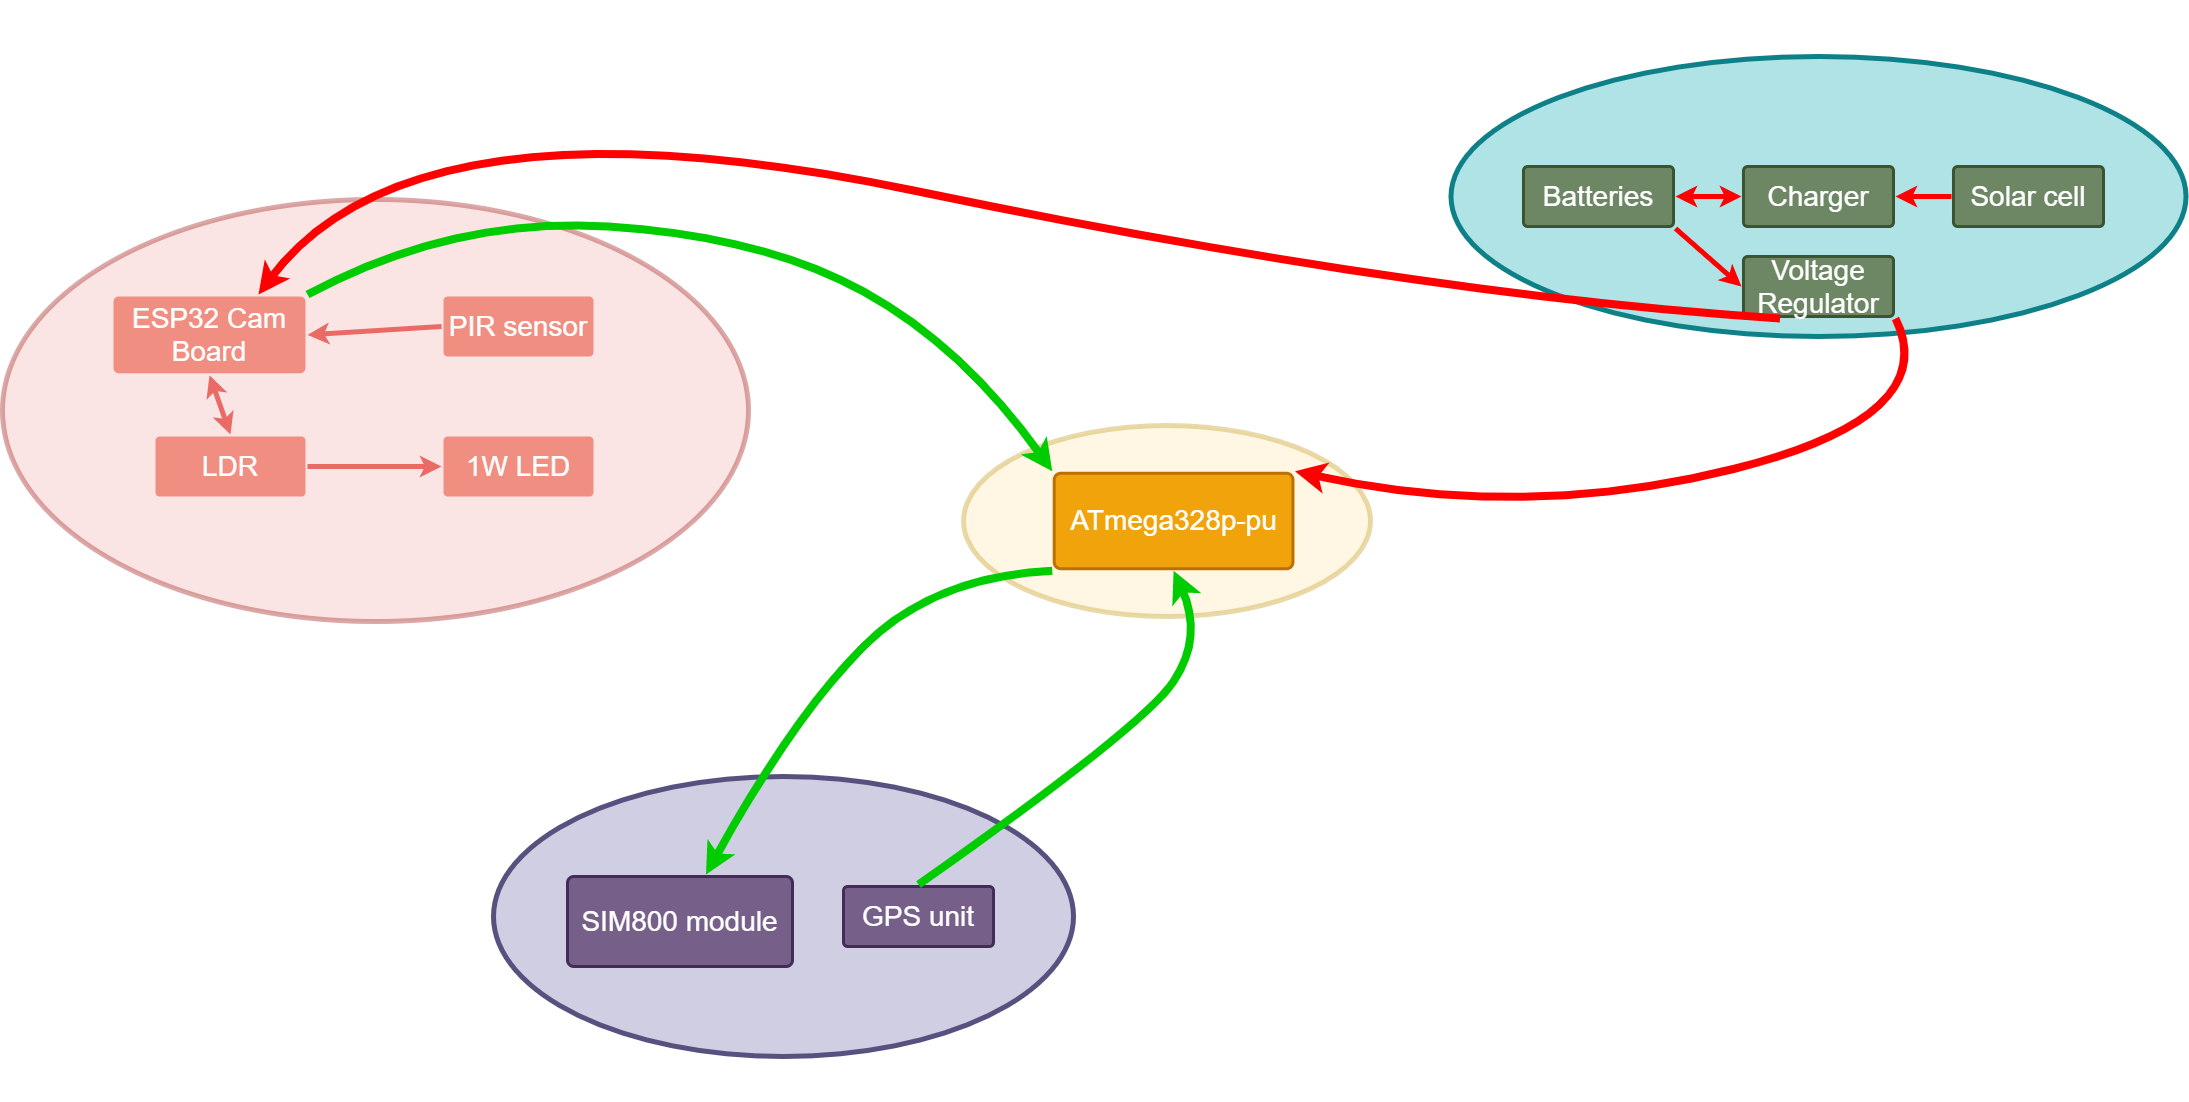 Batteries
Charger
Solar cell
Voltage
Regulator
ESP32 Cam
Board
PIR sensor
LDR
1W LED
ATmega328p-pu
SIM800 module
GPS unit